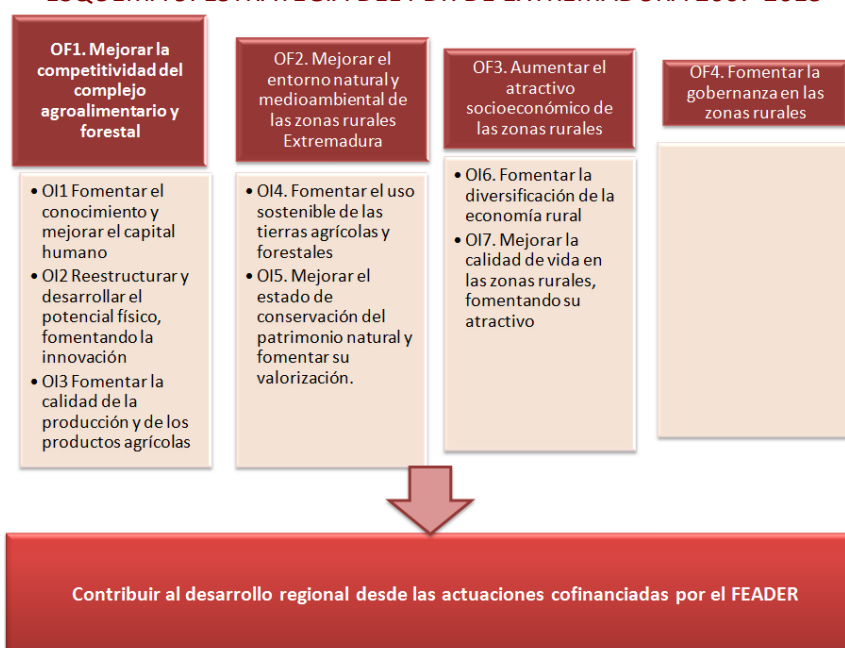 OF1. Mejorar la
competitividad del
complejo
agroalimentario y
forestal
OF2. Mejorar el
entorno natural y
medioambiental de
las zonas rurales
Extremadura
OF3. Aumentar el
atractivo
socioeconómico de
las zonas rurales
OF4. Fomentar la
gobernanza en las
zonas rurales
• OI1 Fomentar el
conocimiento y
mejorar el capital
humano
• OI2 Reestructurar y
desarrollar el
potencial físico,
fomentando la
innovación
• OI3 Fomentar la
calidad de la
producción y de los
productos agrícolas
• OI4. Fomentar el uso
sostenible de las
tierras agrícolas y
forestales
• OI5. Mejorar el
estado de
conservación del
patrimonio natural y
fomentar su
valorización.
• OI6. Fomentar la
diversificación de la
economía rural
• OI7. Mejorar la
calidad de vida en
las zonas rurales,
fomentando su
atractivo
Contribuir al desarrollo regional desde las actuaciones cofinanciadas por el FEADER